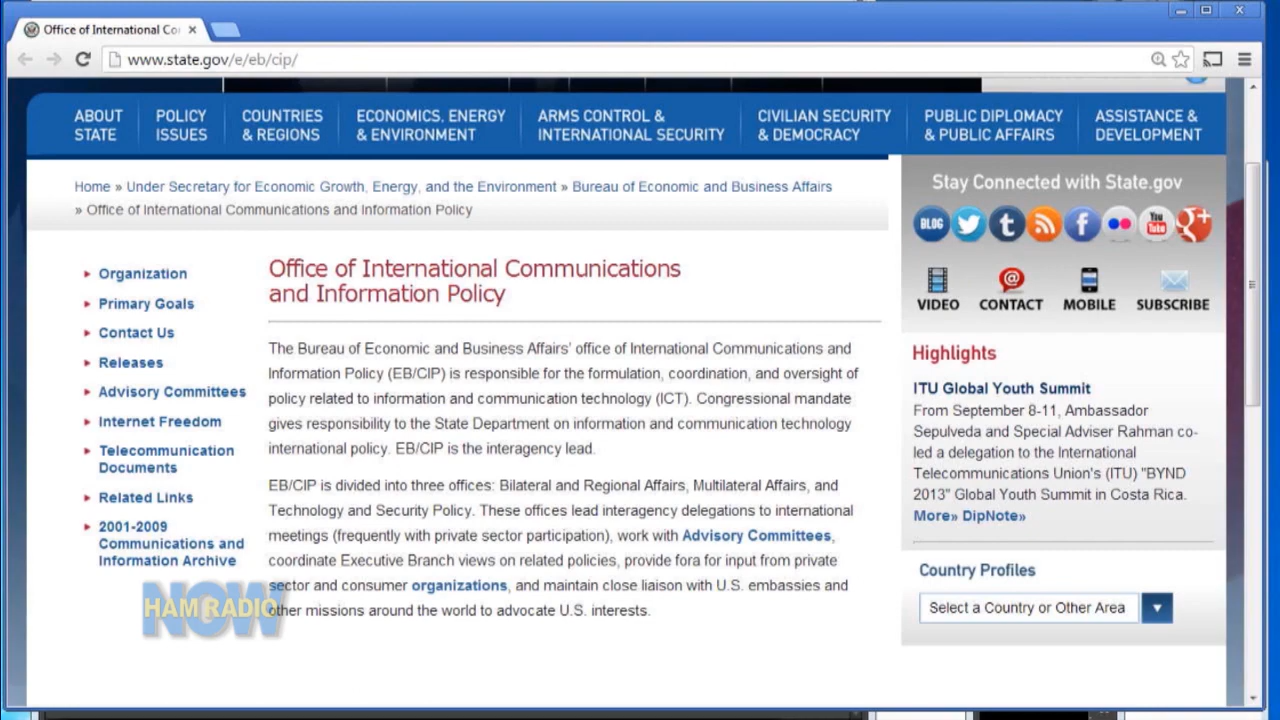 Office of International Co
www.state.gov/e/eb/cip/
ABOUT STATE
POLICY ISSUES
COUNTRIES & REGIONS
ECONOMICS, ENERGY & ENVIRONMENT
ARMS CONTROL & INTERNATIONAL SECURITY
CIVILIAN SECURITY & DEMOCRACY
PUBLIC DIPLOMACY & PUBLIC AFFAIRS
ASSISTANCE & DEVELOPMENT
Home » Under Secretary for Economic Growth, Energy, and the Environment » Bureau of Economic and Business Affairs
» Office of International Communications and Information Policy
Organization
Primary Goals
Contact Us
Releases
Advisory Committees
Internet Freedom
Telecommunication
Documents
Related Links
2001-2009
Communications and
Information Archive
Office of International Communications
and Information Policy
The Bureau of Economic and Business Affairs' office of International Communications and
Information Policy (EB/CIP) is responsible for the formulation, coordination, and oversight of
policy related to information and communication technology (ICT). Congressional mandate
gives responsibility to the State Department on information and communication technology
international policy. EB/CIP is the interagency lead.
EB/CIP is divided into three offices: Bilateral and Regional Affairs, Multilateral Affairs, and
Technology and Security Policy. These offices lead interagency delegations to international
meetings (frequently with private sector participation), work with Advisory Committees,
coordinate Executive Branch views on related policies, provide fora for input from private
sector and consumer organizations, and maintain close liaison with U.S. embassies and
other missions around the world to advocate U.S. interests.
Stay Connected with State.gov
BLOG
You Tube
VIDEO CONTACT MOBILE SUBSCRIBE
Highlights
ITU Global Youth Summit
From September 8-11, Ambassador
Sepulveda and Special Adviser Rahman co-
led a delegation to the International
Telecommunications Union's (ITU) "BYND
2013" Global Youth Summit in Costa Rica.
More» DipNote»
Country Profiles
Select a Country or Other Area
HAM RADIO
NOW